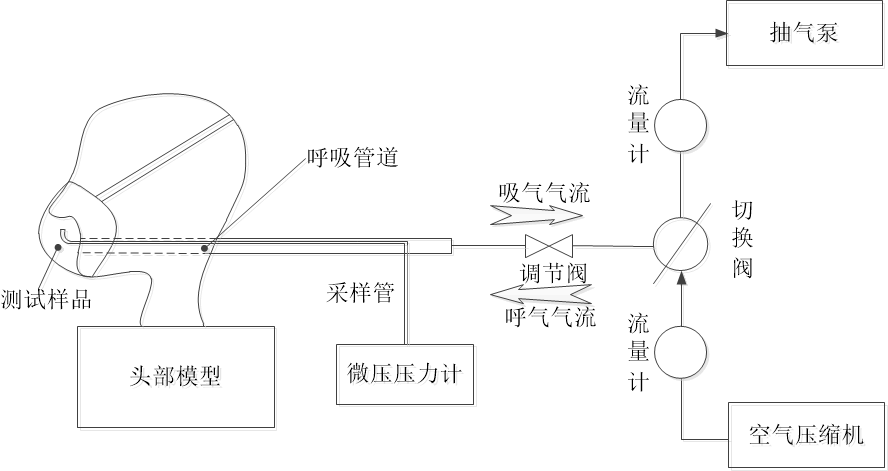 抽气泵
流量计
呼吸管道
吸气气流
切换阀
调节阀
测试样品
采样管
呼气气流
流量计
头部模型
微压压力计
空气压缩机